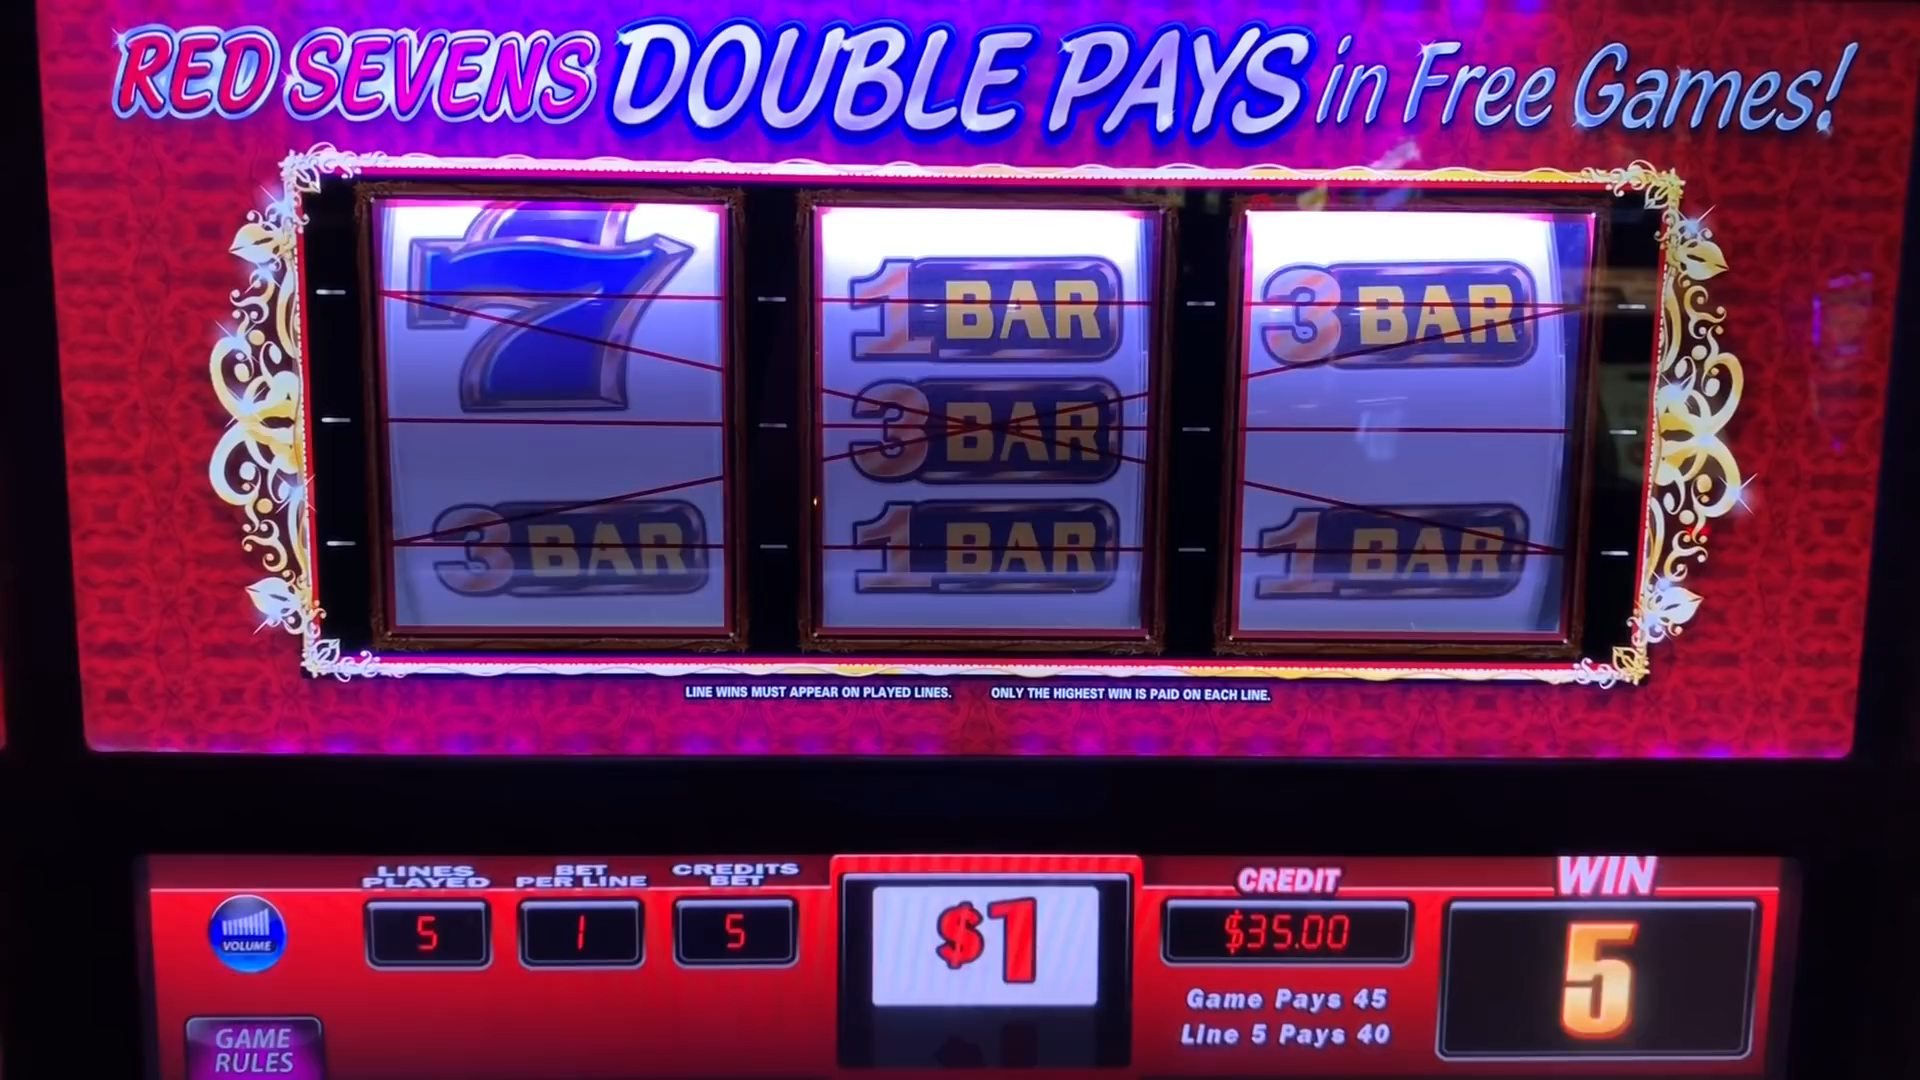 RED SEVENS DOUBLE PAYS in Free Games!
7
1 BAR
3 BAR
3 BAR
3 BAR
1 BAR
1 BAR
LINE WINS MUST APPEAR ON PLAYED LINES. ONLY THE HIGHEST WIN IS PAID ON EACH LINE.
LINES PLAYED
5
BET PER LINE
1
CREDITS BET
5
$1
CREDIT
$35.00
Game Pays 45
Line 5 Pays 40
WIN
5
VOLUME
GAME
RULES